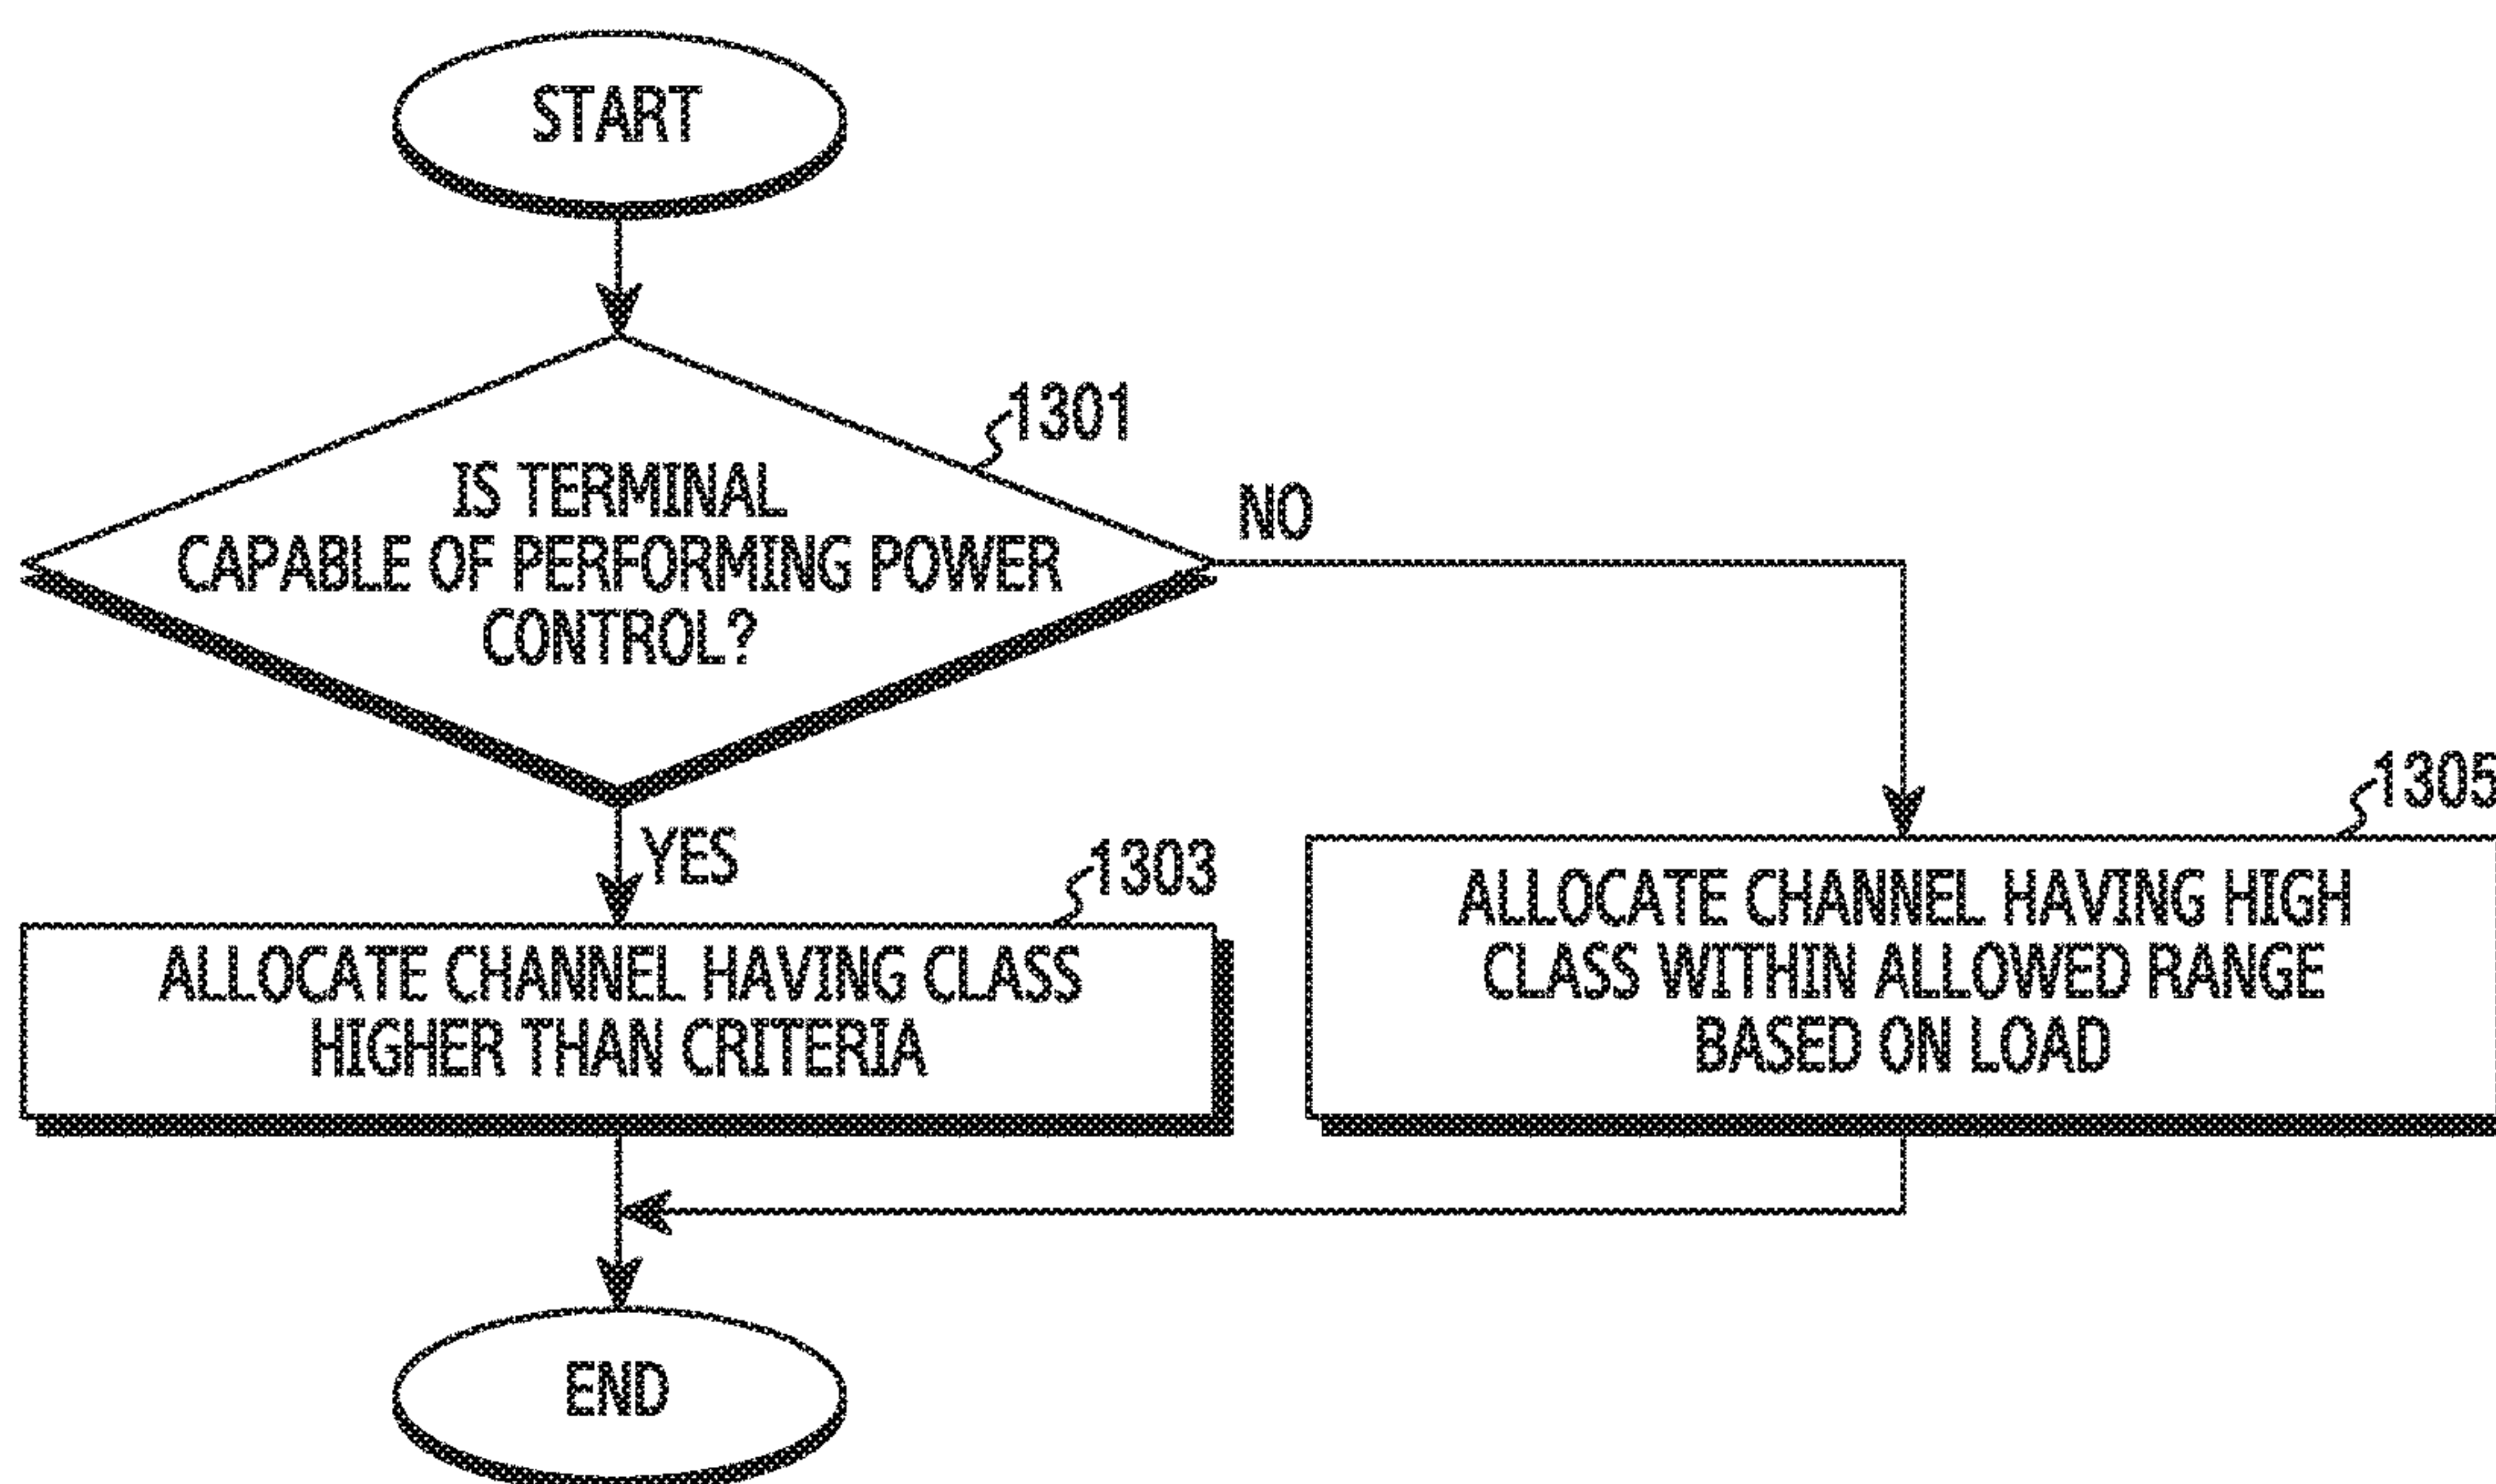 START
1301
IS TERMINAL
CAPABLE OF PERFORMING POWER
CONTROL?
NO
YES
1303
ALLOCATE CHANNEL HAVING CLASS
HIGHER THAN CRITERIA
1305
ALLOCATE CHANNEL HAVING HIGH
CLASS WITHIN ALLOWED RANGE
BASED ON LOAD
END